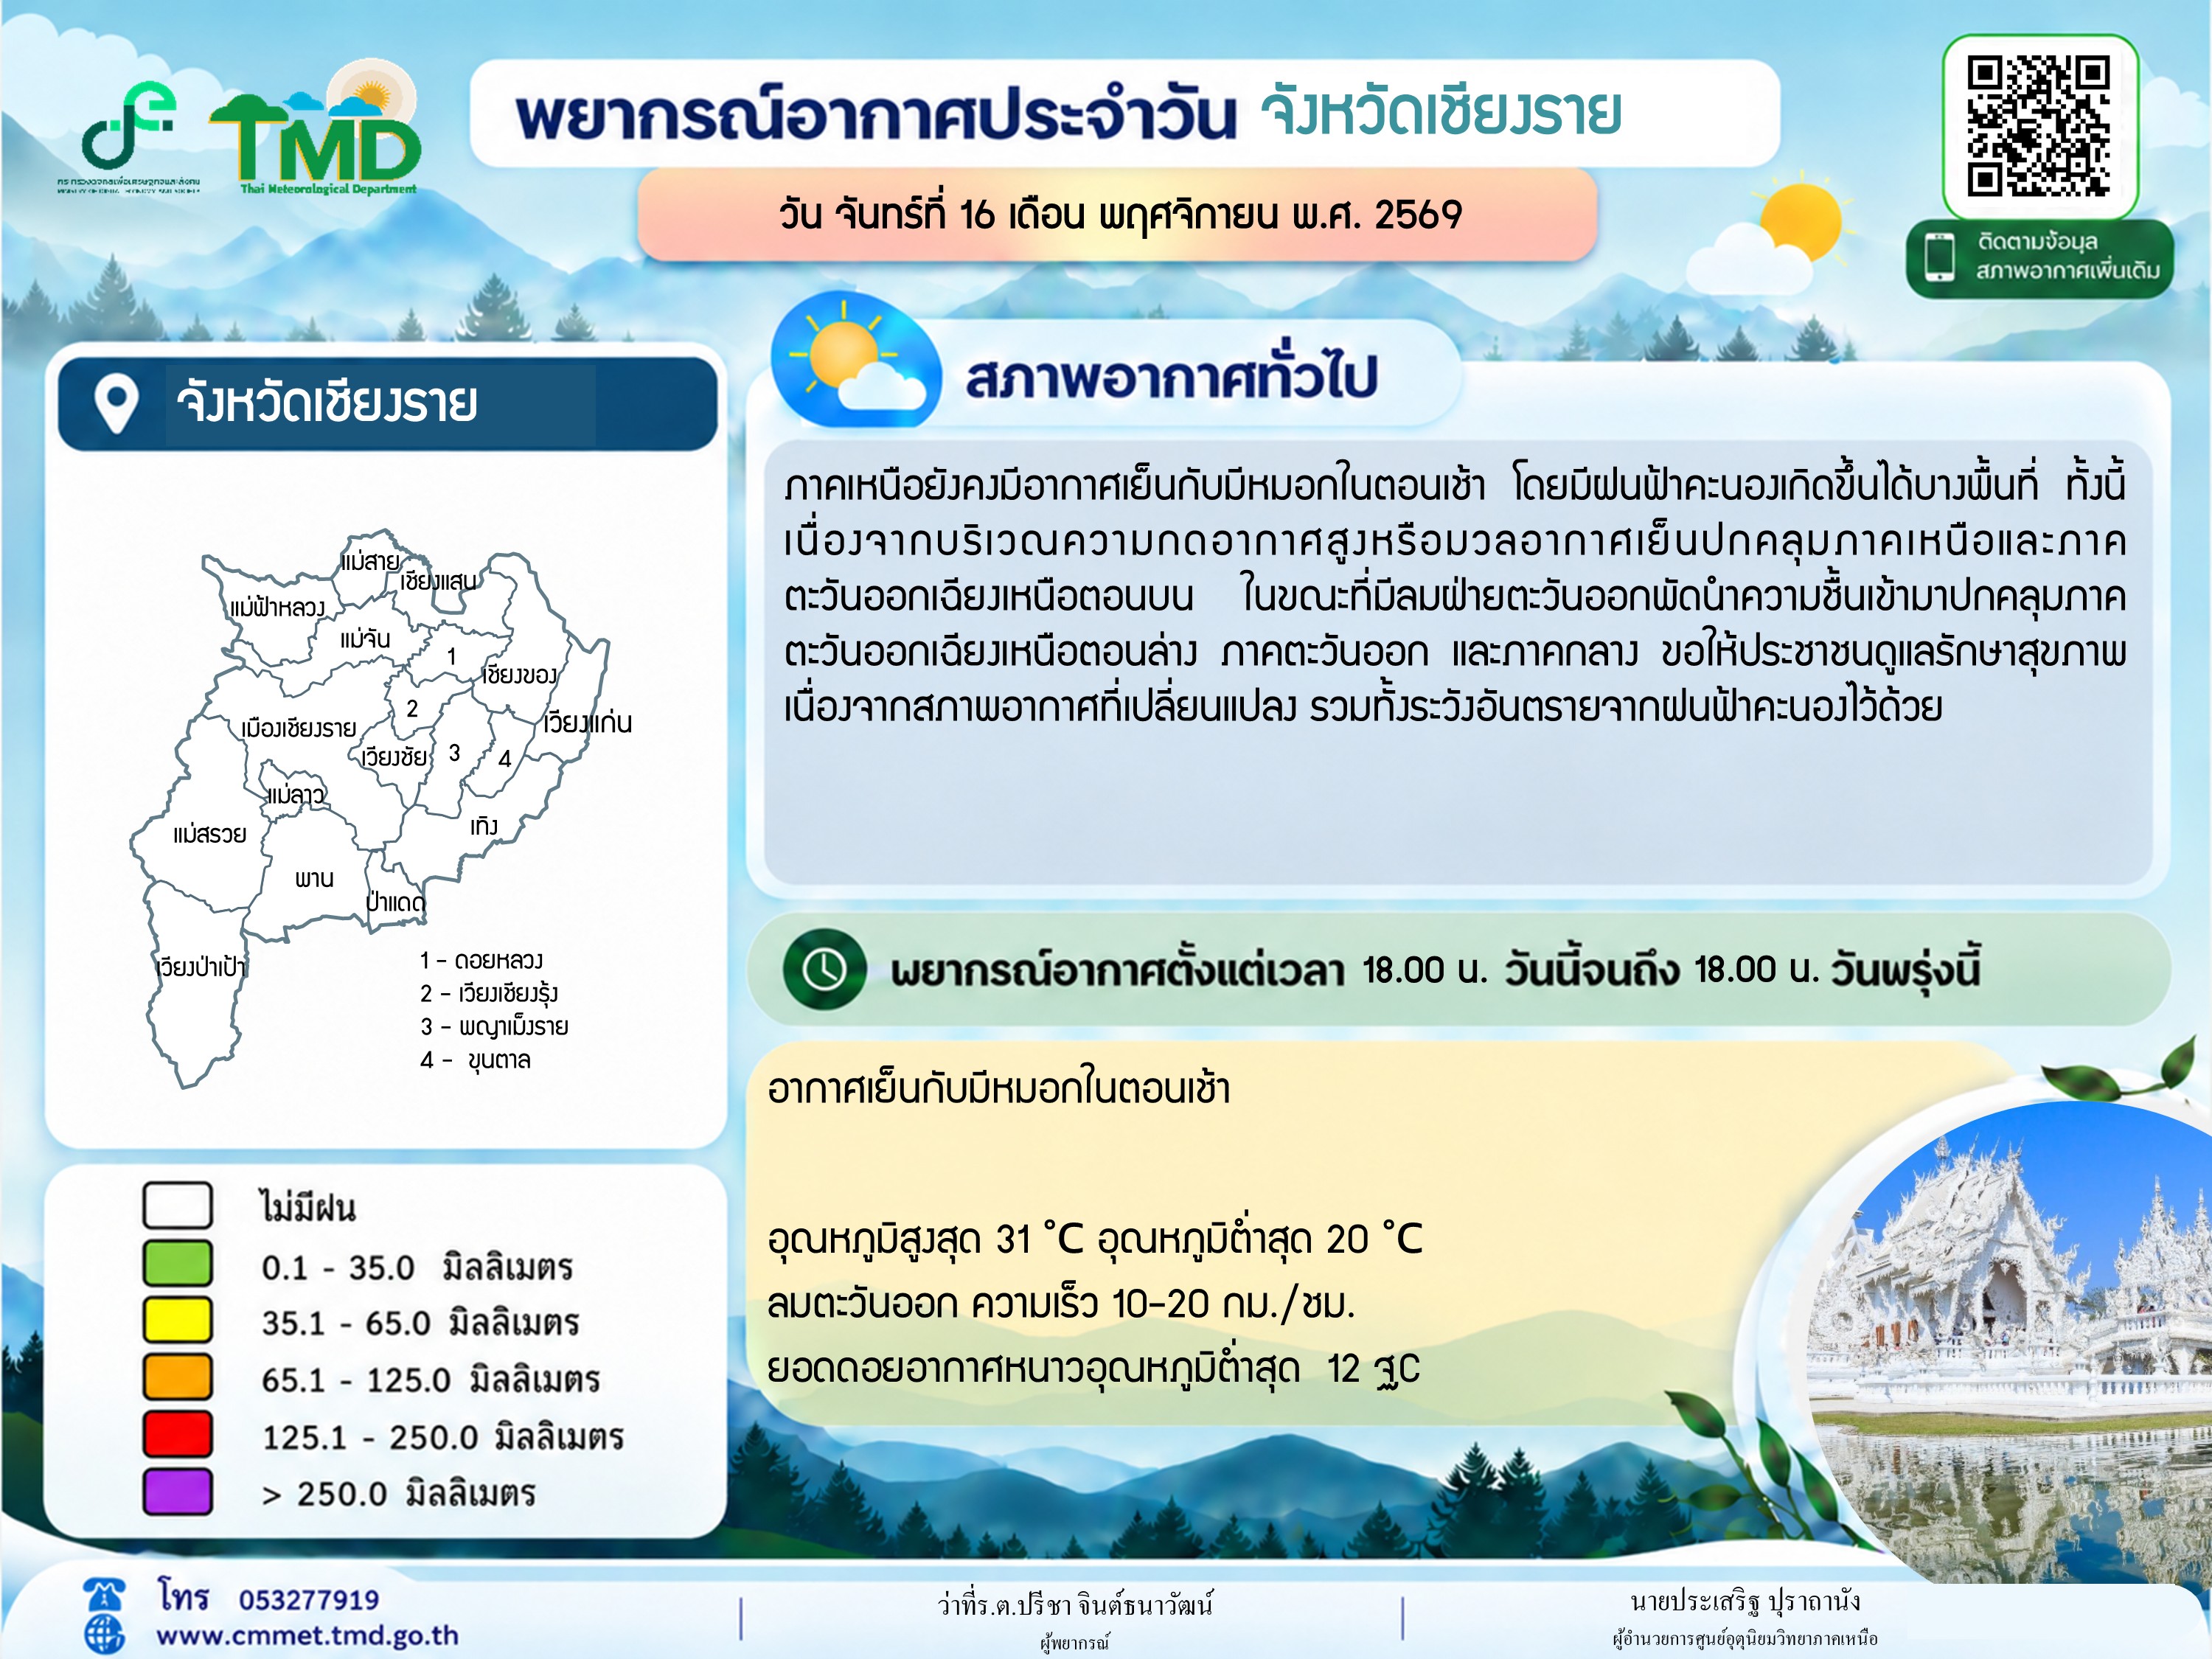 TMD
Thai Meteorological Department
พยากรณ์อากาศประจำวัน จังหวัดเชียงราย
วัน จันทร์ที่ 16 เดือน พฤศจิกายน พ.ศ. 2569
ติดตามข้อมูล
สภาพอากาศเพิ่มเติม
จังหวัดเชียงราย
แม่สาย
เชียงแสน
แม่ฟ้าหลวง
แม่จัน
1
เชียงของ
2
เวียงแก่น
เมืองเชียงราย
เวียงชัย
3
4
แม่ลาว
แม่สรวย
เทิง
พาน
ป่าแดด
เวียงป่าเป้า
1 - ดอยหลวง
2 - เวียงเชียงรุ้ง
3 - พญาเม็งราย
4 - ขุนตาล
ไม่มีฝน
0.1 - 35.0 มิลลิเมตร
35.1 - 65.0 มิลลิเมตร
65.1 - 125.0 มิลลิเมตร
125.1 - 250.0 มิลลิเมตร
> 250.0 มิลลิเมตร
สภาพอากาศทั่วไป
ภาคเหนือยังคงมีอากาศเย็นกับมีหมอกในตอนเช้า โดยมีฝนฟ้าคะนองเกิดขึ้นได้บางพื้นที่ ทั้งนี้
เนื่องจากบริเวณความกดอากาศสูงหรือมวลอากาศเย็นปกคลุมภาคเหนือและภาค
ตะวันออกเฉียงเหนือตอนบน ในขณะที่มีลมฝ่ายตะวันออกพัดนำความชื้นเข้ามาปกคลุมภาค
ตะวันออกเฉียงเหนือตอนล่าง ภาคตะวันออก และภาคกลาง ขอให้ประชาชนดูแลรักษาสุขภาพ
เนื่องจากสภาพอากาศที่เปลี่ยนแปลง รวมทั้งระวังอันตรายจากฝนฟ้าคะนองไว้ด้วย
พยากรณ์อากาศตั้งแต่เวลา 18.00 น. วันนี้จนถึง 18.00 น. วันพรุ่งนี้
อากาศเย็นกับมีหมอกในตอนเช้า
อุณหภูมิสูงสุด 31 °C อุณหภูมิต่ำสุด 20 °C
ลมตะวันออก ความเร็ว 10-20 กม./ชม.
ยอดดอยอากาศหนาวอุณหภูมิต่ำสุด 12 ฐC
โทร 053277919
www.cmmet.tmd.go.th
ว่าที่ร.ต.ปรีชา จินต์ธนาวัฒน์
ผู้พยากรณ์
นายประเสริฐ ปุราถานัง
ผู้อำนวยการศูนย์อุตุนิยมวิทยาภาคเหนือ